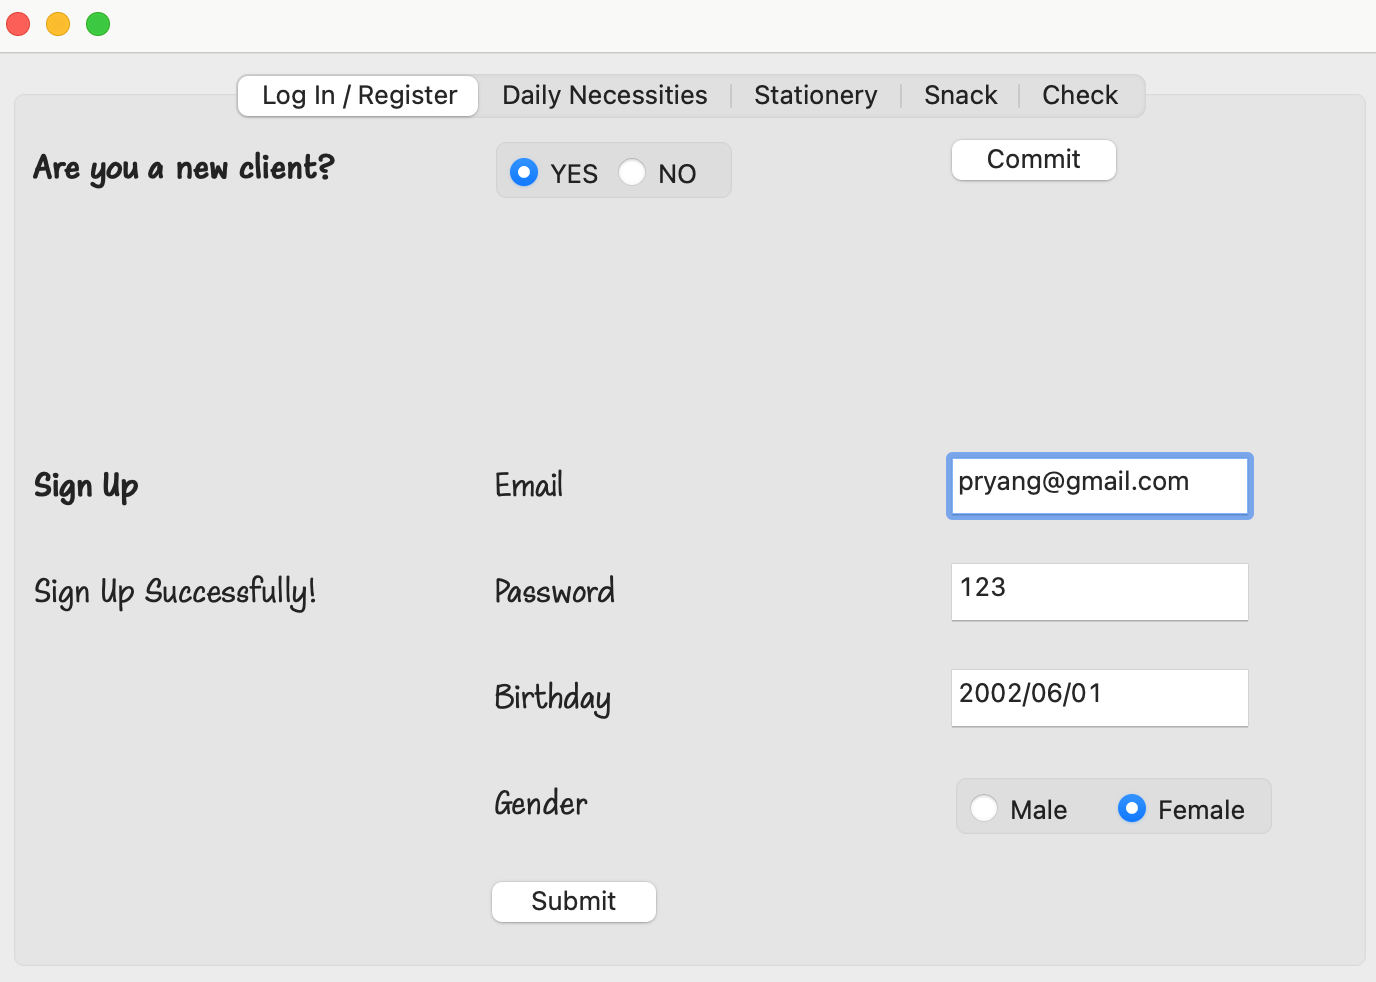 Log In / Register Daily Necessities Stationery Snack Check
Are you a new client? YES NO Commit
Sign Up Email pryang@gmail.com
Sign Up Successfully! Password 123
Birthday 2002/06/01
Gender Male Female
Submit